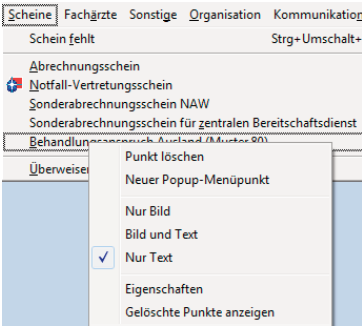 Scheine Fachärzte Sonstige Organisation Kommunikation
Schein fehlt Strg+Umschalt+
Abrechnungsschein
Notfall-Vertretungsschein
Sonderabrechnungsschein NAW
Sonderabrechnungsschein für zentralen Bereitschaftsdienst
Behandlungsanspruch Ausland (Muster 80)
Überweise
Punkt löschen
Neuer Popup-Menüpunkt
Nur Bild
Bild und Text
Nur Text
Eigenschaften
Gelöschte Punkte anzeigen